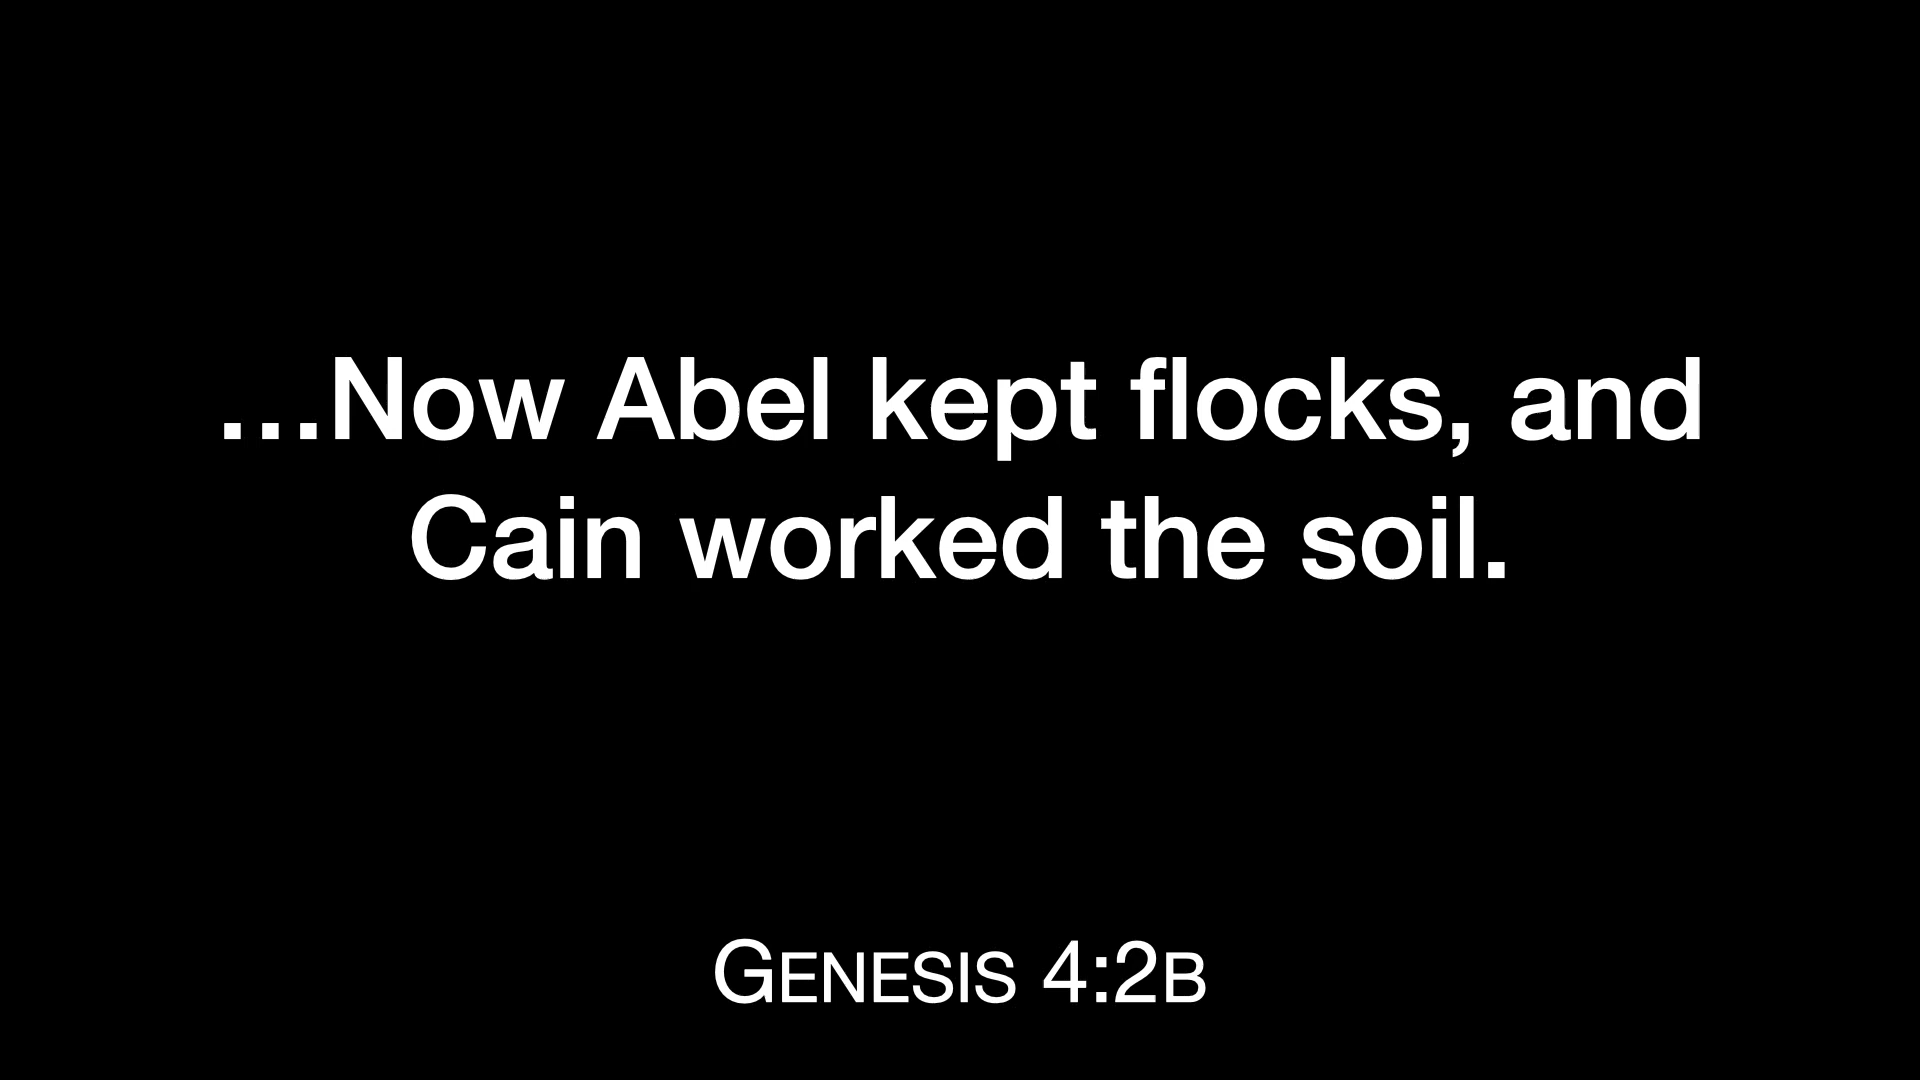 …Now Abel kept flocks, and
Cain worked the soil.
GENESIS 4:2B